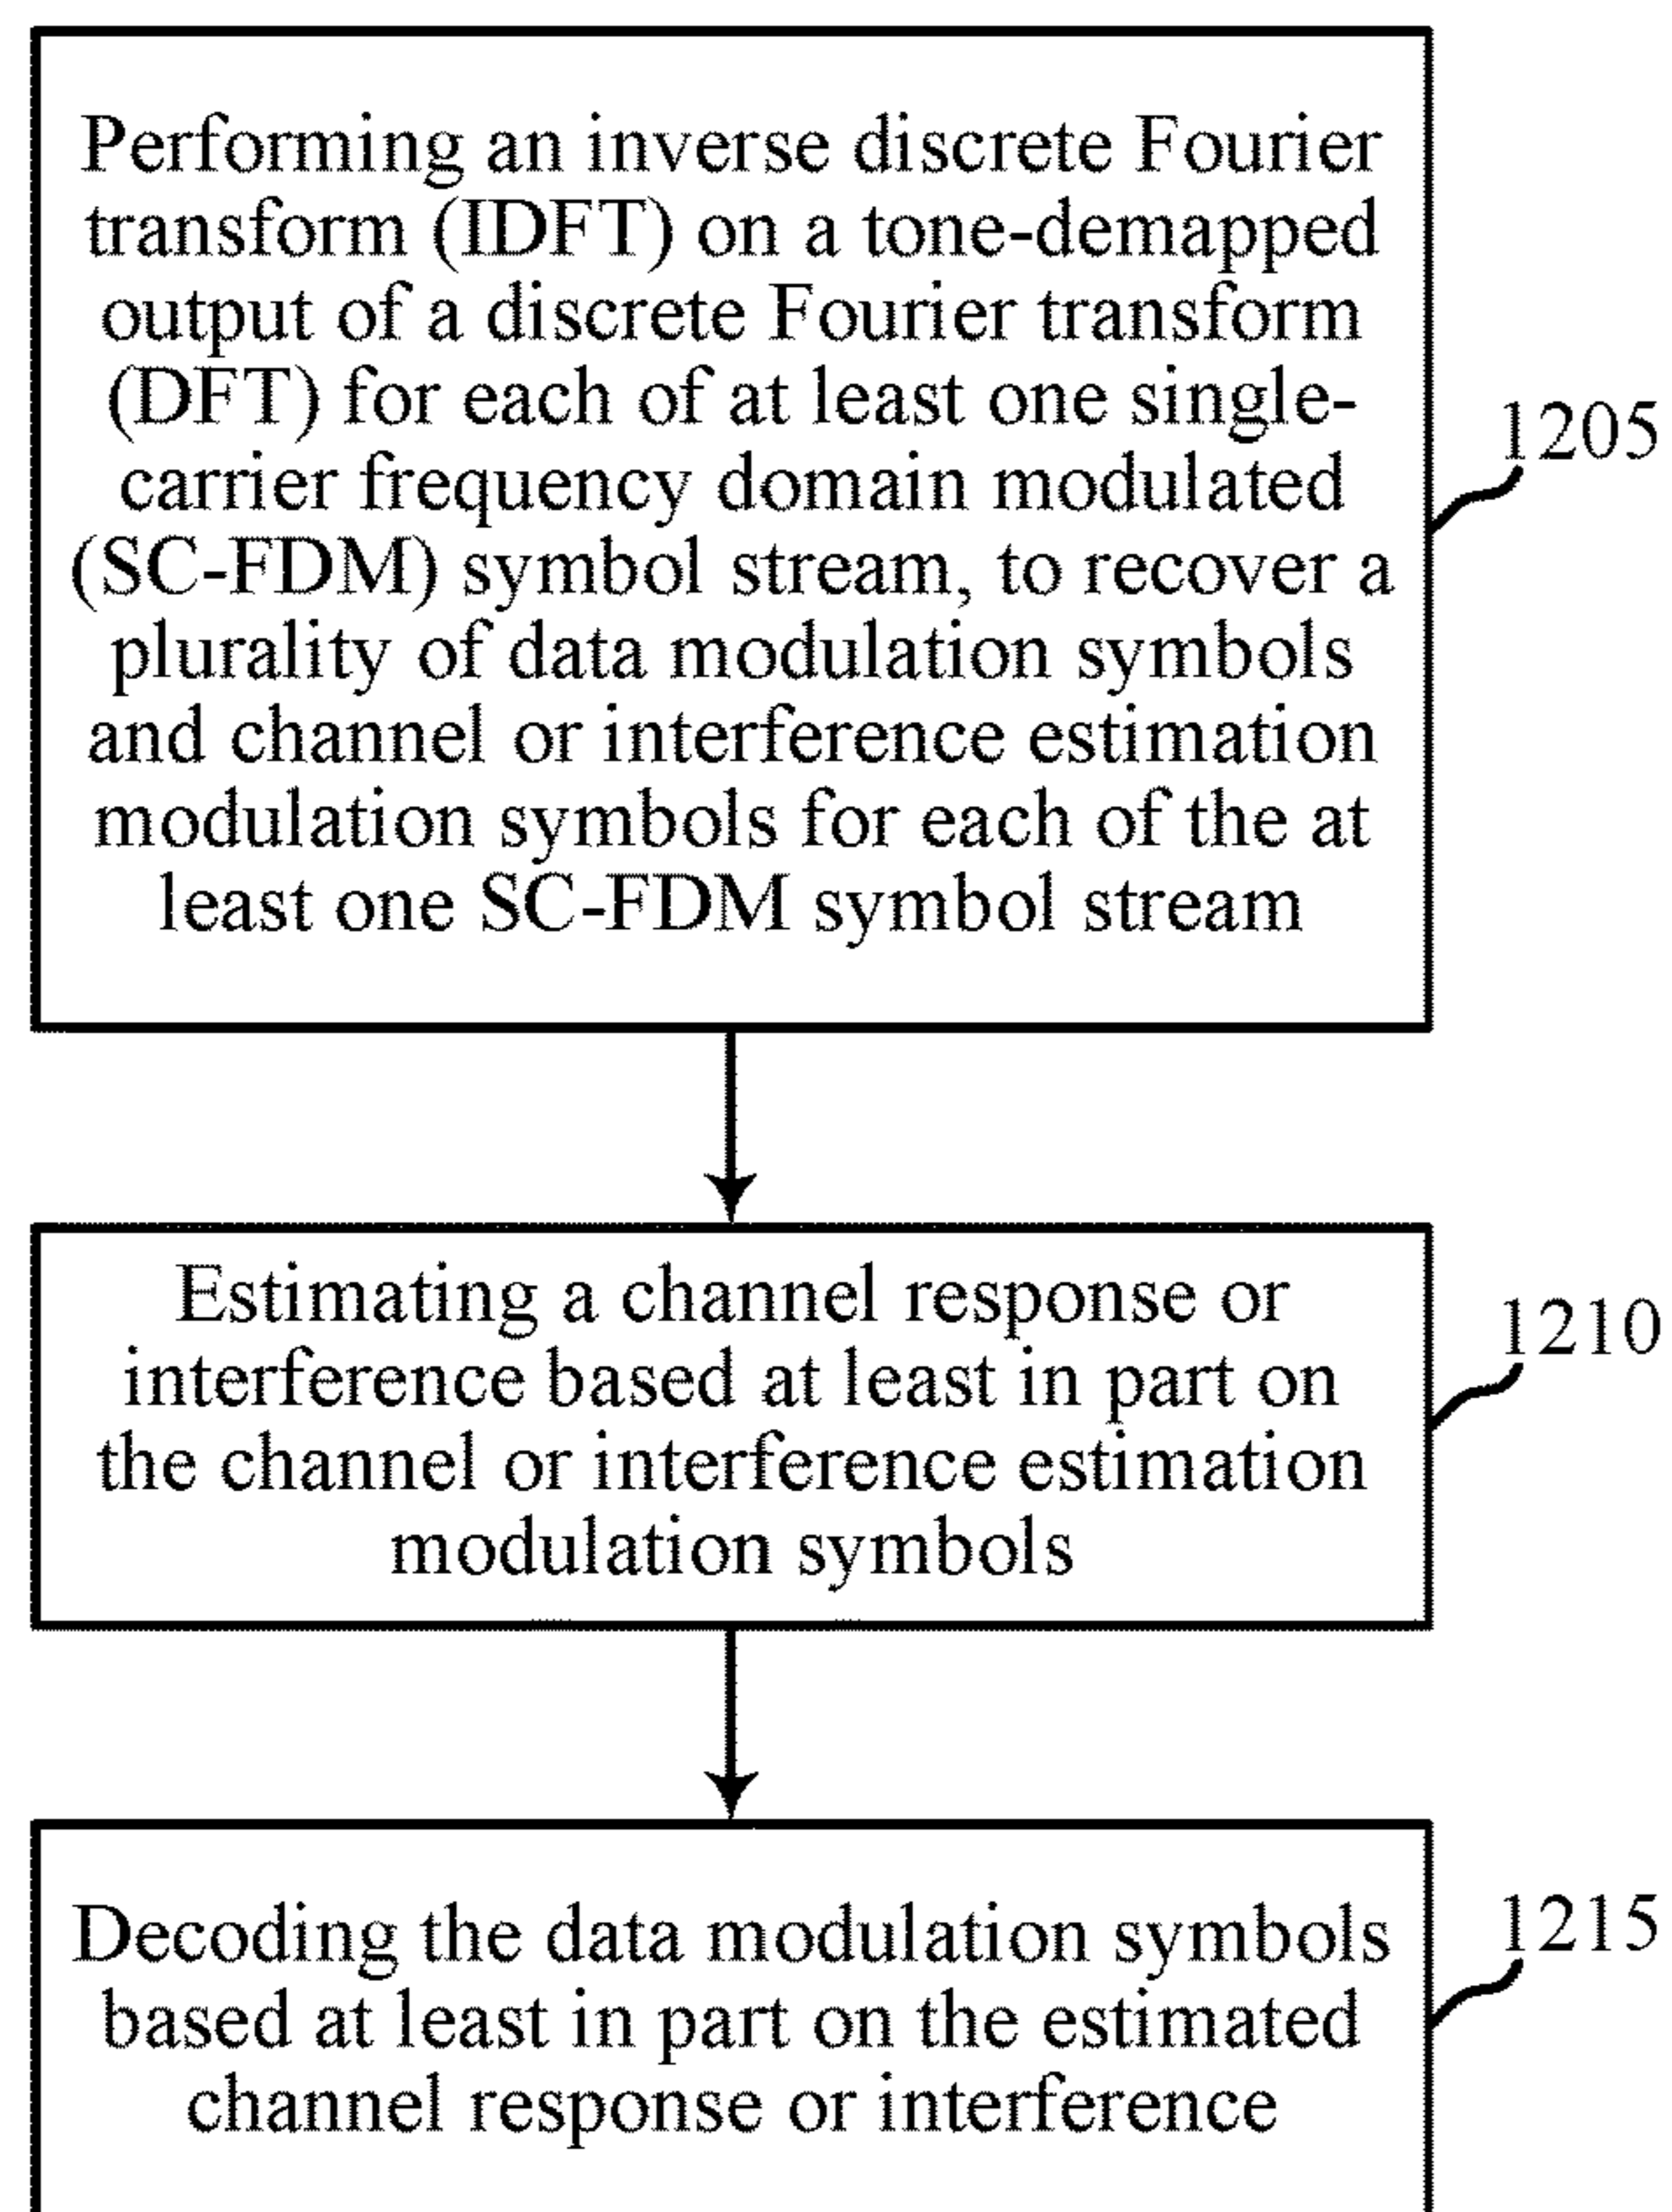 Performing an inverse discrete Fourier
transform (IDFT) on a tone-demapped
output of a discrete Fourier transform
(DFT) for each of at least one single-
carrier frequency domain modulated
(SC-FDM) symbol stream, to recover a
plurality of data modulation symbols
and channel or interference estimation
modulation symbols for each of the at
least one SC-FDM symbol stream
1205
Estimating a channel response or
interference based at least in part on
the channel or interference estimation
modulation symbols
1210
Decoding the data modulation symbols
based at least in part on the estimated
channel response or interference
1215